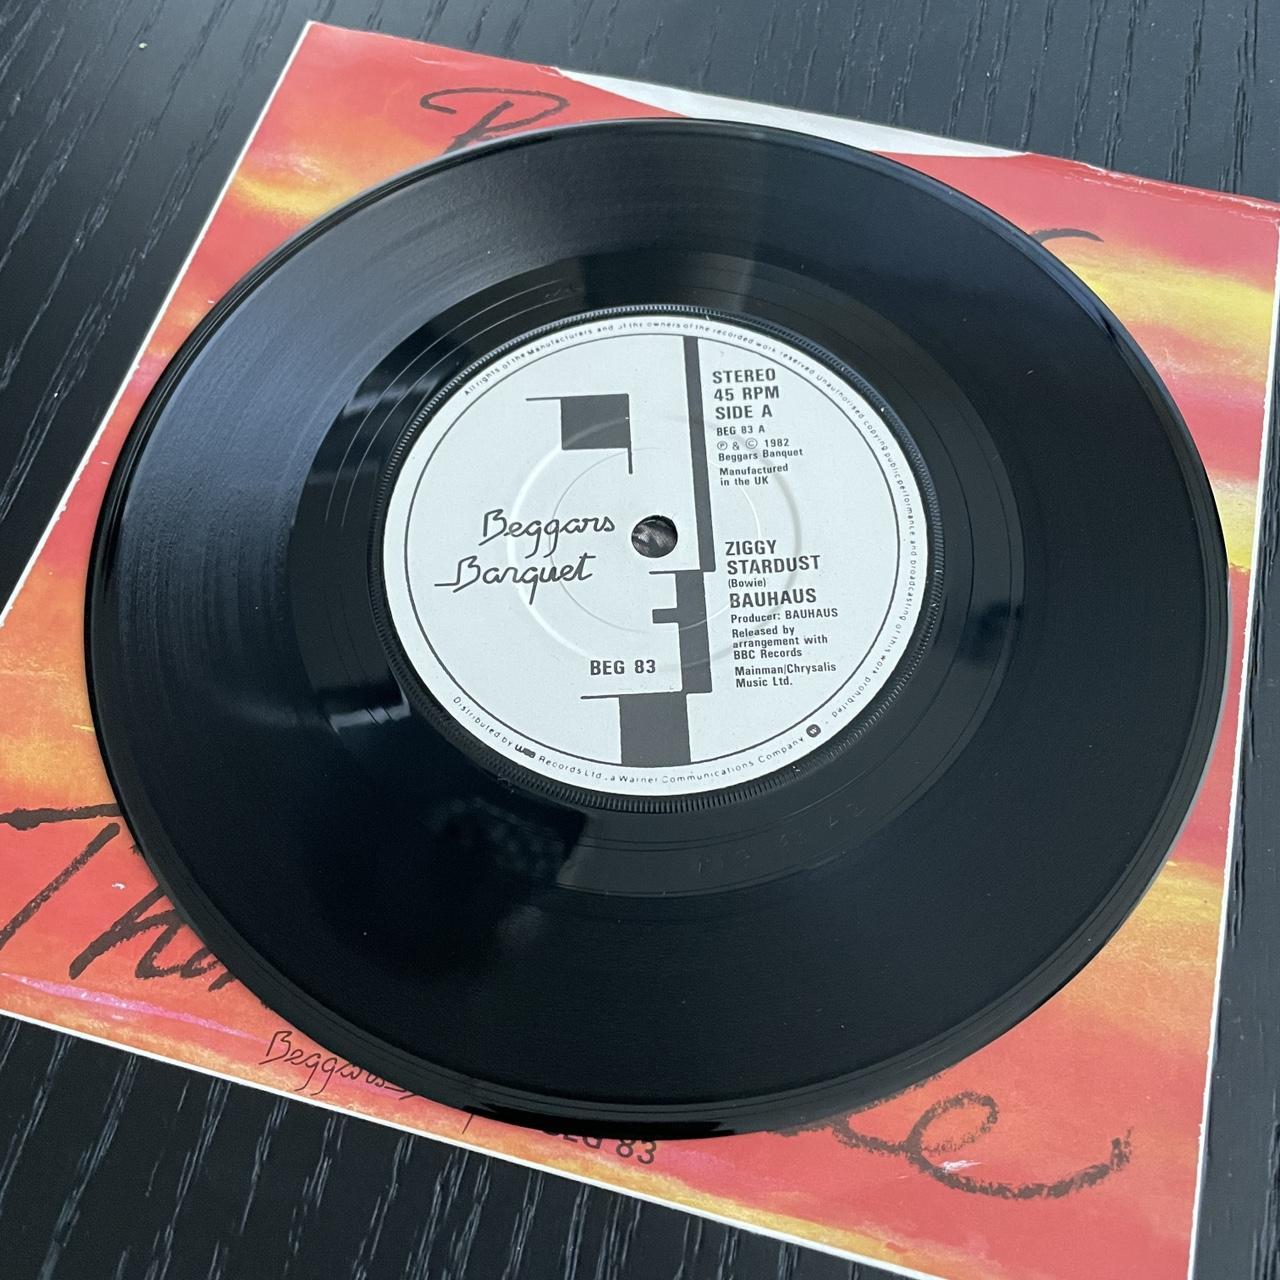 All rights of the Manufacturers and of the owners of the recorded work reserved Unauthorised copying public performance and broadcasting of this work prohibited
STEREO
45 RPM
SIDE A
BEG 83 A
Ⓟ & © 1982
Beggars Banquet
Manufactured
in the UK
Beggars
Banquet
ZIGGY
STARDUST
(Bowie)
BAUHAUS
Producer: BAUHAUS
Released by
arrangement with
BBC Records
Mainman/Chrysalis
Music Ltd.
BEG 83
Distributed by wea Records Ltd. a Warner Communications Company
Beggars
BEG 83